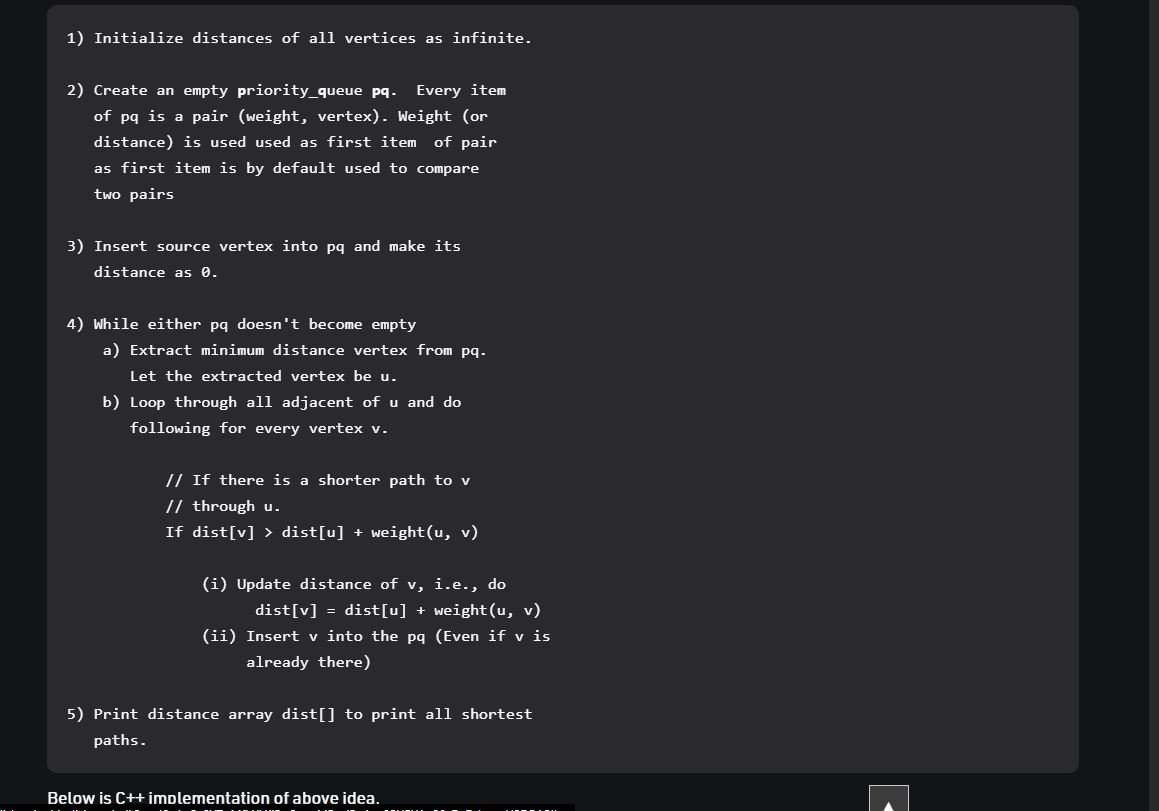 1) Initialize distances of all vertices as infinite.
2) Create an empty priority_queue pq.  Every item
of pq is a pair (weight, vertex). Weight (or
distance) is used used as first item  of pair
as first item is by default used to compare
two pairs
3) Insert source vertex into pq and make its
distance as 0.
4) While either pq doesn't become empty
a) Extract minimum distance vertex from pq.
Let the extracted vertex be u.
b) Loop through all adjacent of u and do
following for every vertex v.
// If there is a shorter path to v
// through u.
If dist[v] > dist[u] + weight(u, v)
(i) Update distance of v, i.e., do
dist[v] = dist[u] + weight(u, v)
(ii) Insert v into the pq (Even if v is
already there)
5) Print distance array dist[] to print all shortest
paths.
Below is C++ implementation of above idea.